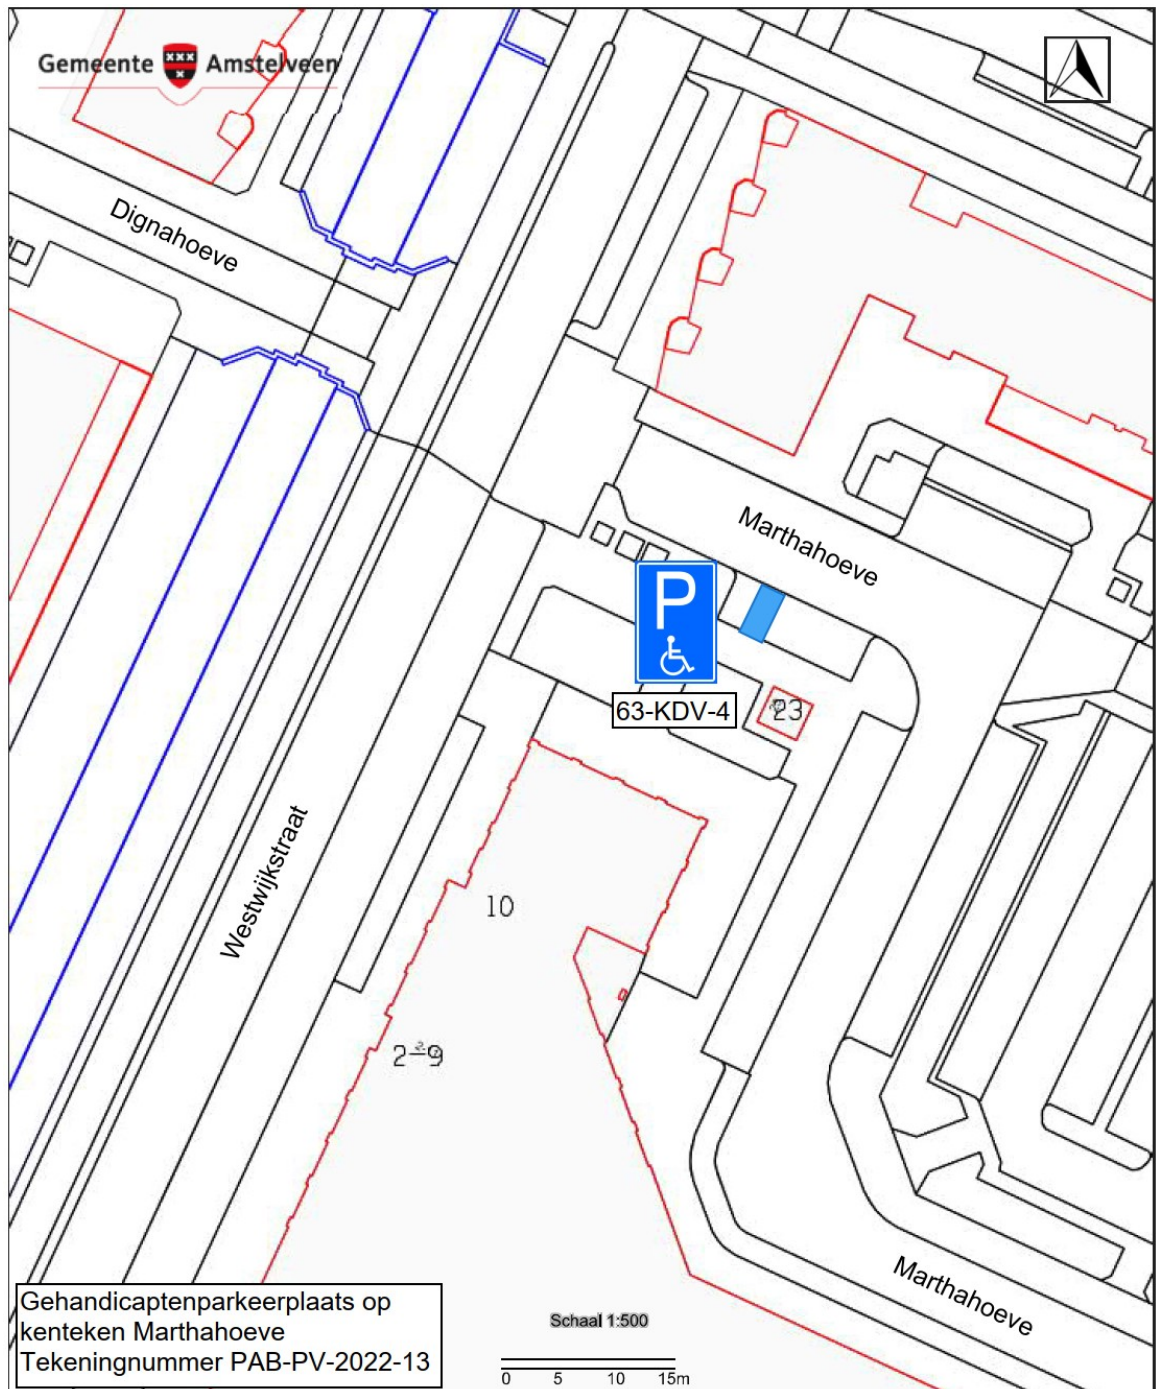 Gemeente Amstelveen
Dignahoeve
Marthahoeve
P
63-KDV-4
23
Westwijkstraat
10
2-9
Marthahoeve
Gehandicaptenparkeerplaats op
kenteken Marthahoeve
Tekeningnummer PAB-PV-2022-13
Schaal 1:500
0 5 10 15m